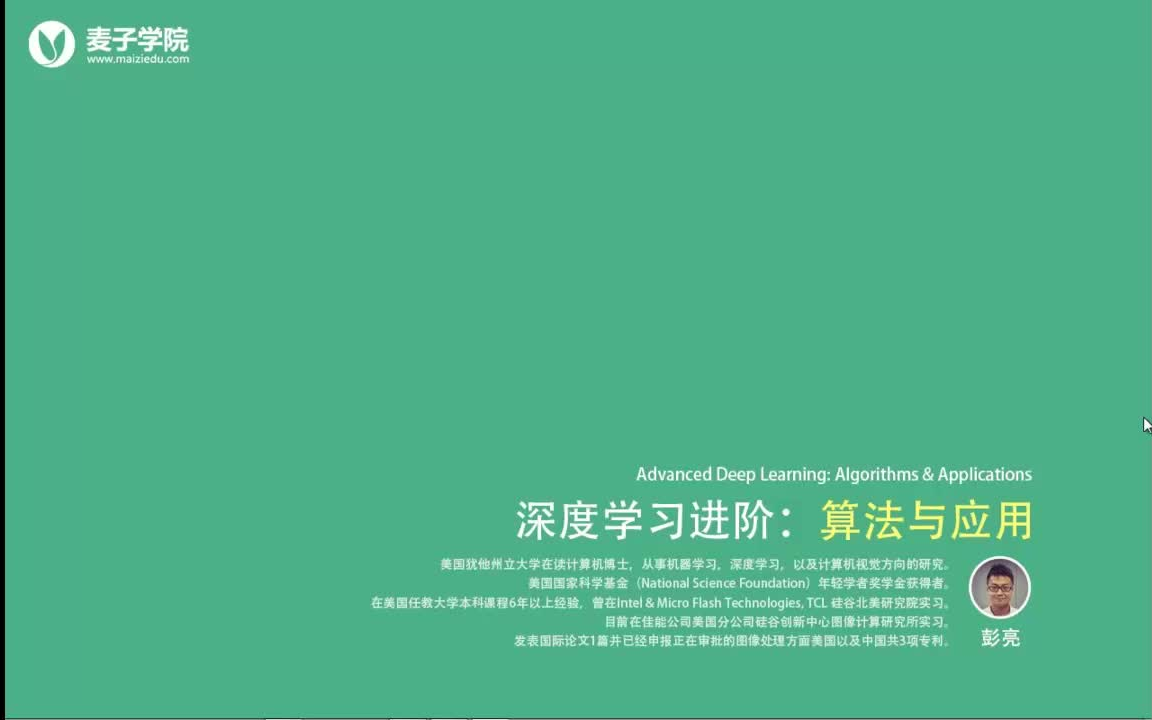 麦子学院
www.maiziedu.com
Advanced Deep Learning: Algorithms & Applications
深度学习进阶：算法与应用
美国犹他州立大学在读计算机博士，从事机器学习，深度学习，以及计算机视觉方向的研究。
美国国家科学基金（National Science Foundation）年轻学者奖学金获得者。
在美国任教大学本科课程6年以上经验，曾在Intel & Micro Flash Technologies, TCL 硅谷北美研究院实习。
目前在佳能公司美国分公司硅谷创新中心图像计算研究所实习。
发表国际论文1篇并已经申报正在审批的图像处理方面美国以及中国共3项专利。
彭亮